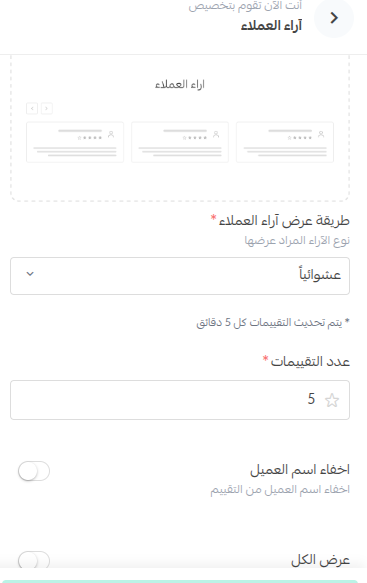 أنت الآن تقوم بتخصيص
آراء العملاء
اراء العملاء
طريقة عرض آراء العملاء *
نوع الآراء المراد عرضها
عشوائياً
* يتم تحديث التقييمات كل 5 دقائق
عدد التقييمات *
5
اخفاء اسم العميل
اخفاء اسم العميل من التقييم
عرض الكل